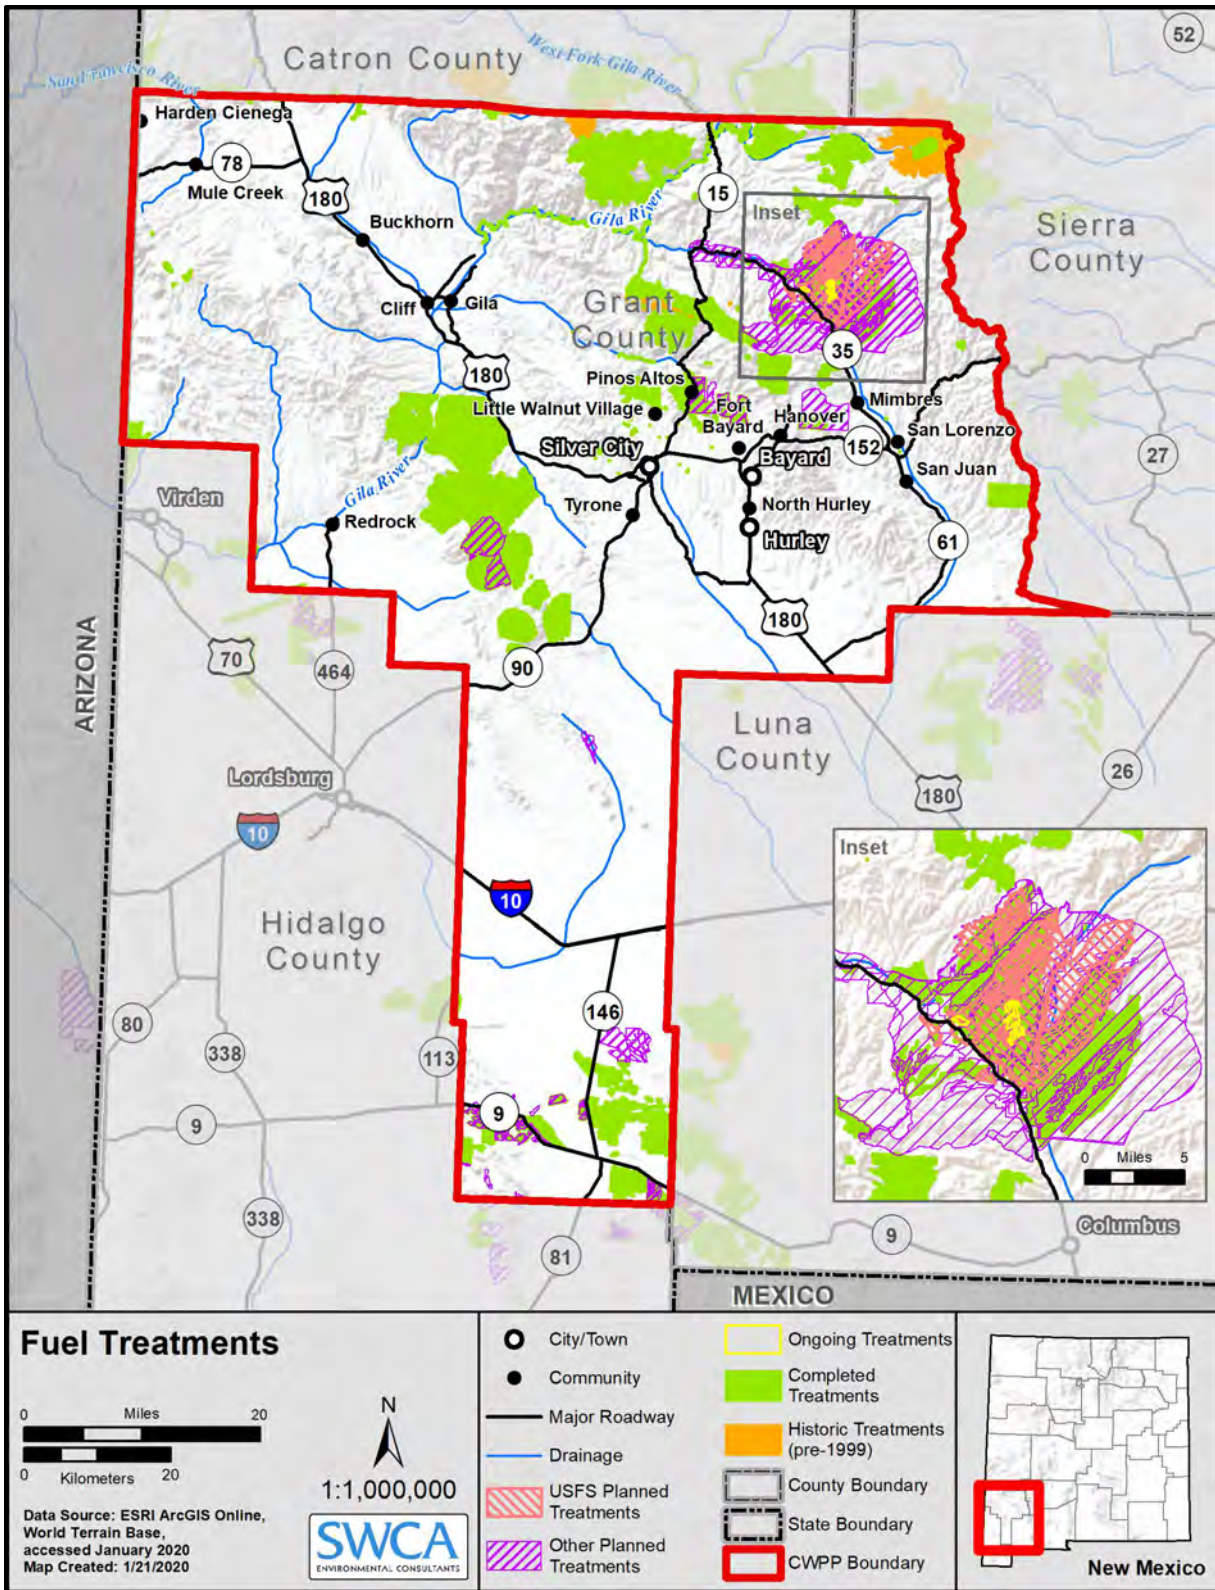 Catron County
West Fork Gila River
52
San Francisco River
Harden Cienega
78
Mule Creek
180
15
Buckhorn
Gila River
Inset
Sierra
County
Cliff
Gila
Grant
County
35
180
Pinos Altos
Mimbres
Little Walnut Village
Fort
Bayard
Hanover
San Lorenzo
Silver City
Bayard
152
27
Gila River
San Juan
Virden
Redrock
Tyrone
North Hurley
Hurley
61
ARIZONA
180
70
464
90
Luna
County
Lordsburg
26
180
10
Inset
10
Hidalgo
County
146
80
338
113
9
9
0 Miles 5
338
9
Columbus
81
MEXICO
Fuel Treatments
0 Miles 20
0 Kilometers 20
N
1:1,000,000
Data Source: ESRI ArcGIS Online,
World Terrain Base,
accessed January 2020
Map Created: 1/21/2020
SWCA
ENVIRONMENTAL CONSULTANTS
City/Town
Community
Major Roadway
Drainage
USFS Planned
Treatments
Other Planned
Treatments
Ongoing Treatments
Completed
Treatments
Historic Treatments
(pre-1999)
County Boundary
State Boundary
CWPP Boundary
New Mexico